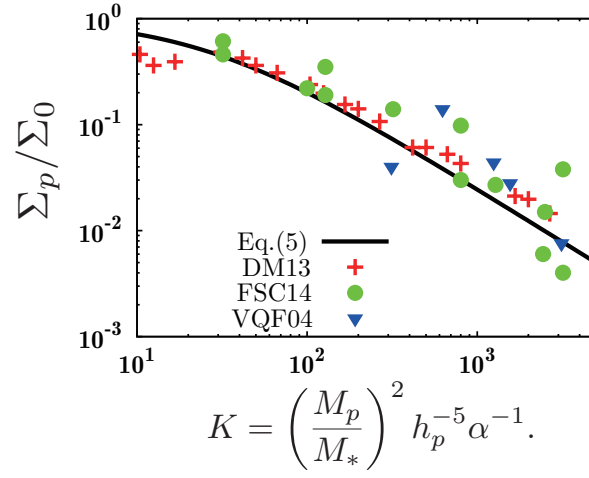 10^0
10^{-1}
10^{-2}
10^{-3}
Σ_p/Σ_0
Eq.(5)
DM13
FSC14
VQF04
10^1 10^2 10^3
K = (M_p/M_*)^2 h_p^{-5} α^{-1}.